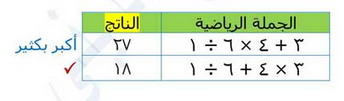 الجملة الرياضية الناتج
٣ + ٤ × ٦ ÷ ١ ٢٧ أكبر بكثير
٣ × ٤ + ٦ ÷ ١ ١٨ ✓